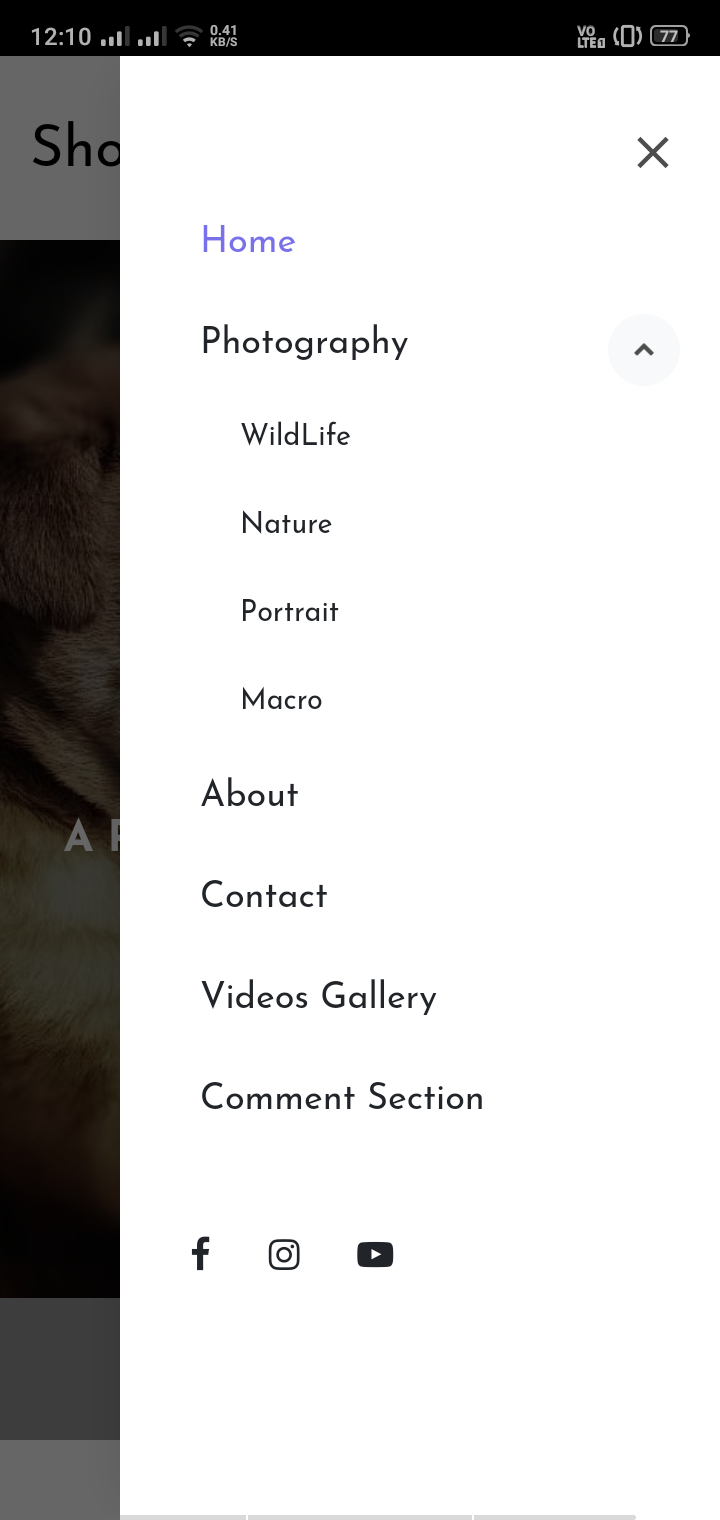 12:10 0.41 KB/S VO LTE 77
Sho
Home
Photography
WildLife
Nature
Portrait
Macro
About
A
Contact
Videos Gallery
Comment Section